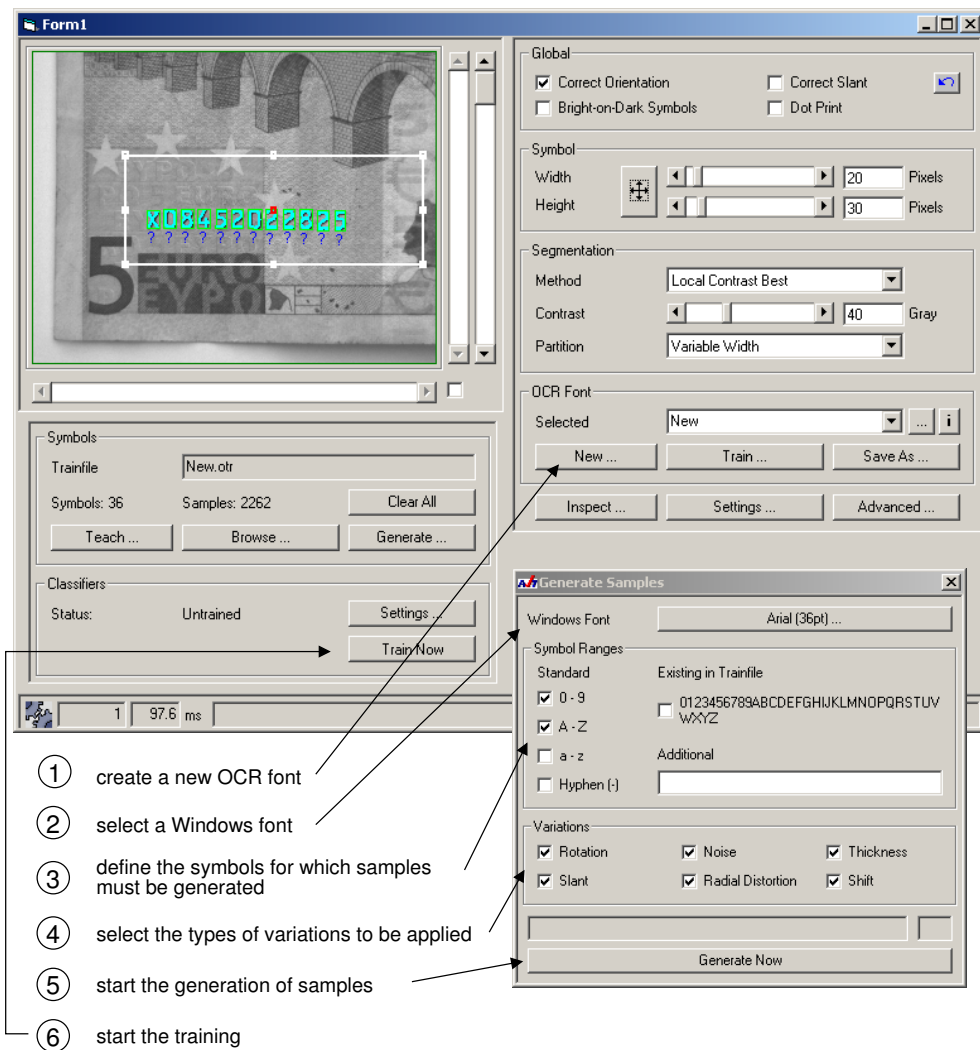 Form1
X08452022825
? ? ? ? ? ? ? ? ? ? ? ?
5 EURO
EYPO
Global
Correct Orientation
Correct Slant
Bright-on-Dark Symbols
Dot Print
Symbol
Width
20
Pixels
Height
30
Pixels
Segmentation
Method
Local Contrast Best
Contrast
40
Gray
Partition
Variable Width
OCR Font
Selected
New
...
i
New ...
Train ...
Save As ...
Inspect ...
Settings ...
Advanced ...
Symbols
Trainfile
New.otr
Symbols: 36
Samples: 2262
Clear All
Teach ...
Browse ...
Generate ...
Classifiers
Status:
Untrained
Settings ...
Train Now
1
97.6 ms
Generate Samples
Windows Font
Arial (36pt) ...
Symbol Ranges
Standard
Existing in Trainfile
0 - 9
0123456789ABCDEFGHIJKLMNOPQRSTUV
WXYZ
A - Z
a - z
Additional
Hyphen (-)
Variations
Rotation
Noise
Thickness
Slant
Radial Distortion
Shift
Generate Now
1 create a new OCR font
2 select a Windows font
3 define the symbols for which samples
must be generated
4 select the types of variations to be applied
5 start the generation of samples
6 start the training